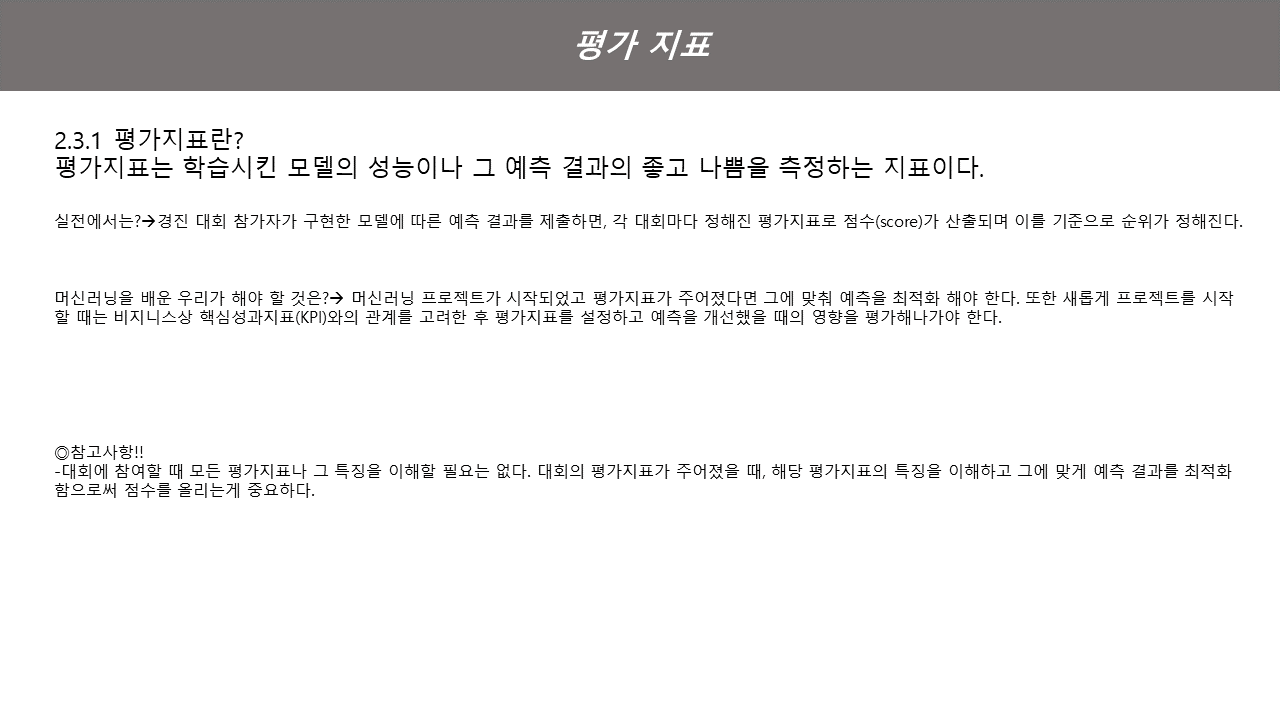 평가 지표
2.3.1 평가지표란?
평가지표는 학습시킨 모델의 성능이나 그 예측 결과의 좋고 나쁨을 측정하는 지표이다.
실전에서는?→경진 대회 참가자가 구현한 모델에 따른 예측 결과를 제출하면, 각 대회마다 정해진 평가지표로 점수(score)가 산출되며 이를 기준으로 순위가 정해진다.
머신러닝을 배운 우리가 해야 할 것은?→ 머신러닝 프로젝트가 시작되었고 평가지표가 주어졌다면 그에 맞춰 예측을 최적화 해야 한다. 또한 새롭게 프로젝트를 시작
할 때는 비지니스상 핵심성과지표(KPI)와의 관계를 고려한 후 평가지표를 설정하고 예측을 개선했을 때의 영향을 평가해나가야 한다.
◎참고사항!!
-대회에 참여할 때 모든 평가지표나 그 특징을 이해할 필요는 없다. 대회의 평가지표가 주어졌을 때, 해당 평가지표의 특징을 이해하고 그에 맞게 예측 결과를 최적화
함으로써 점수를 올리는게 중요하다.